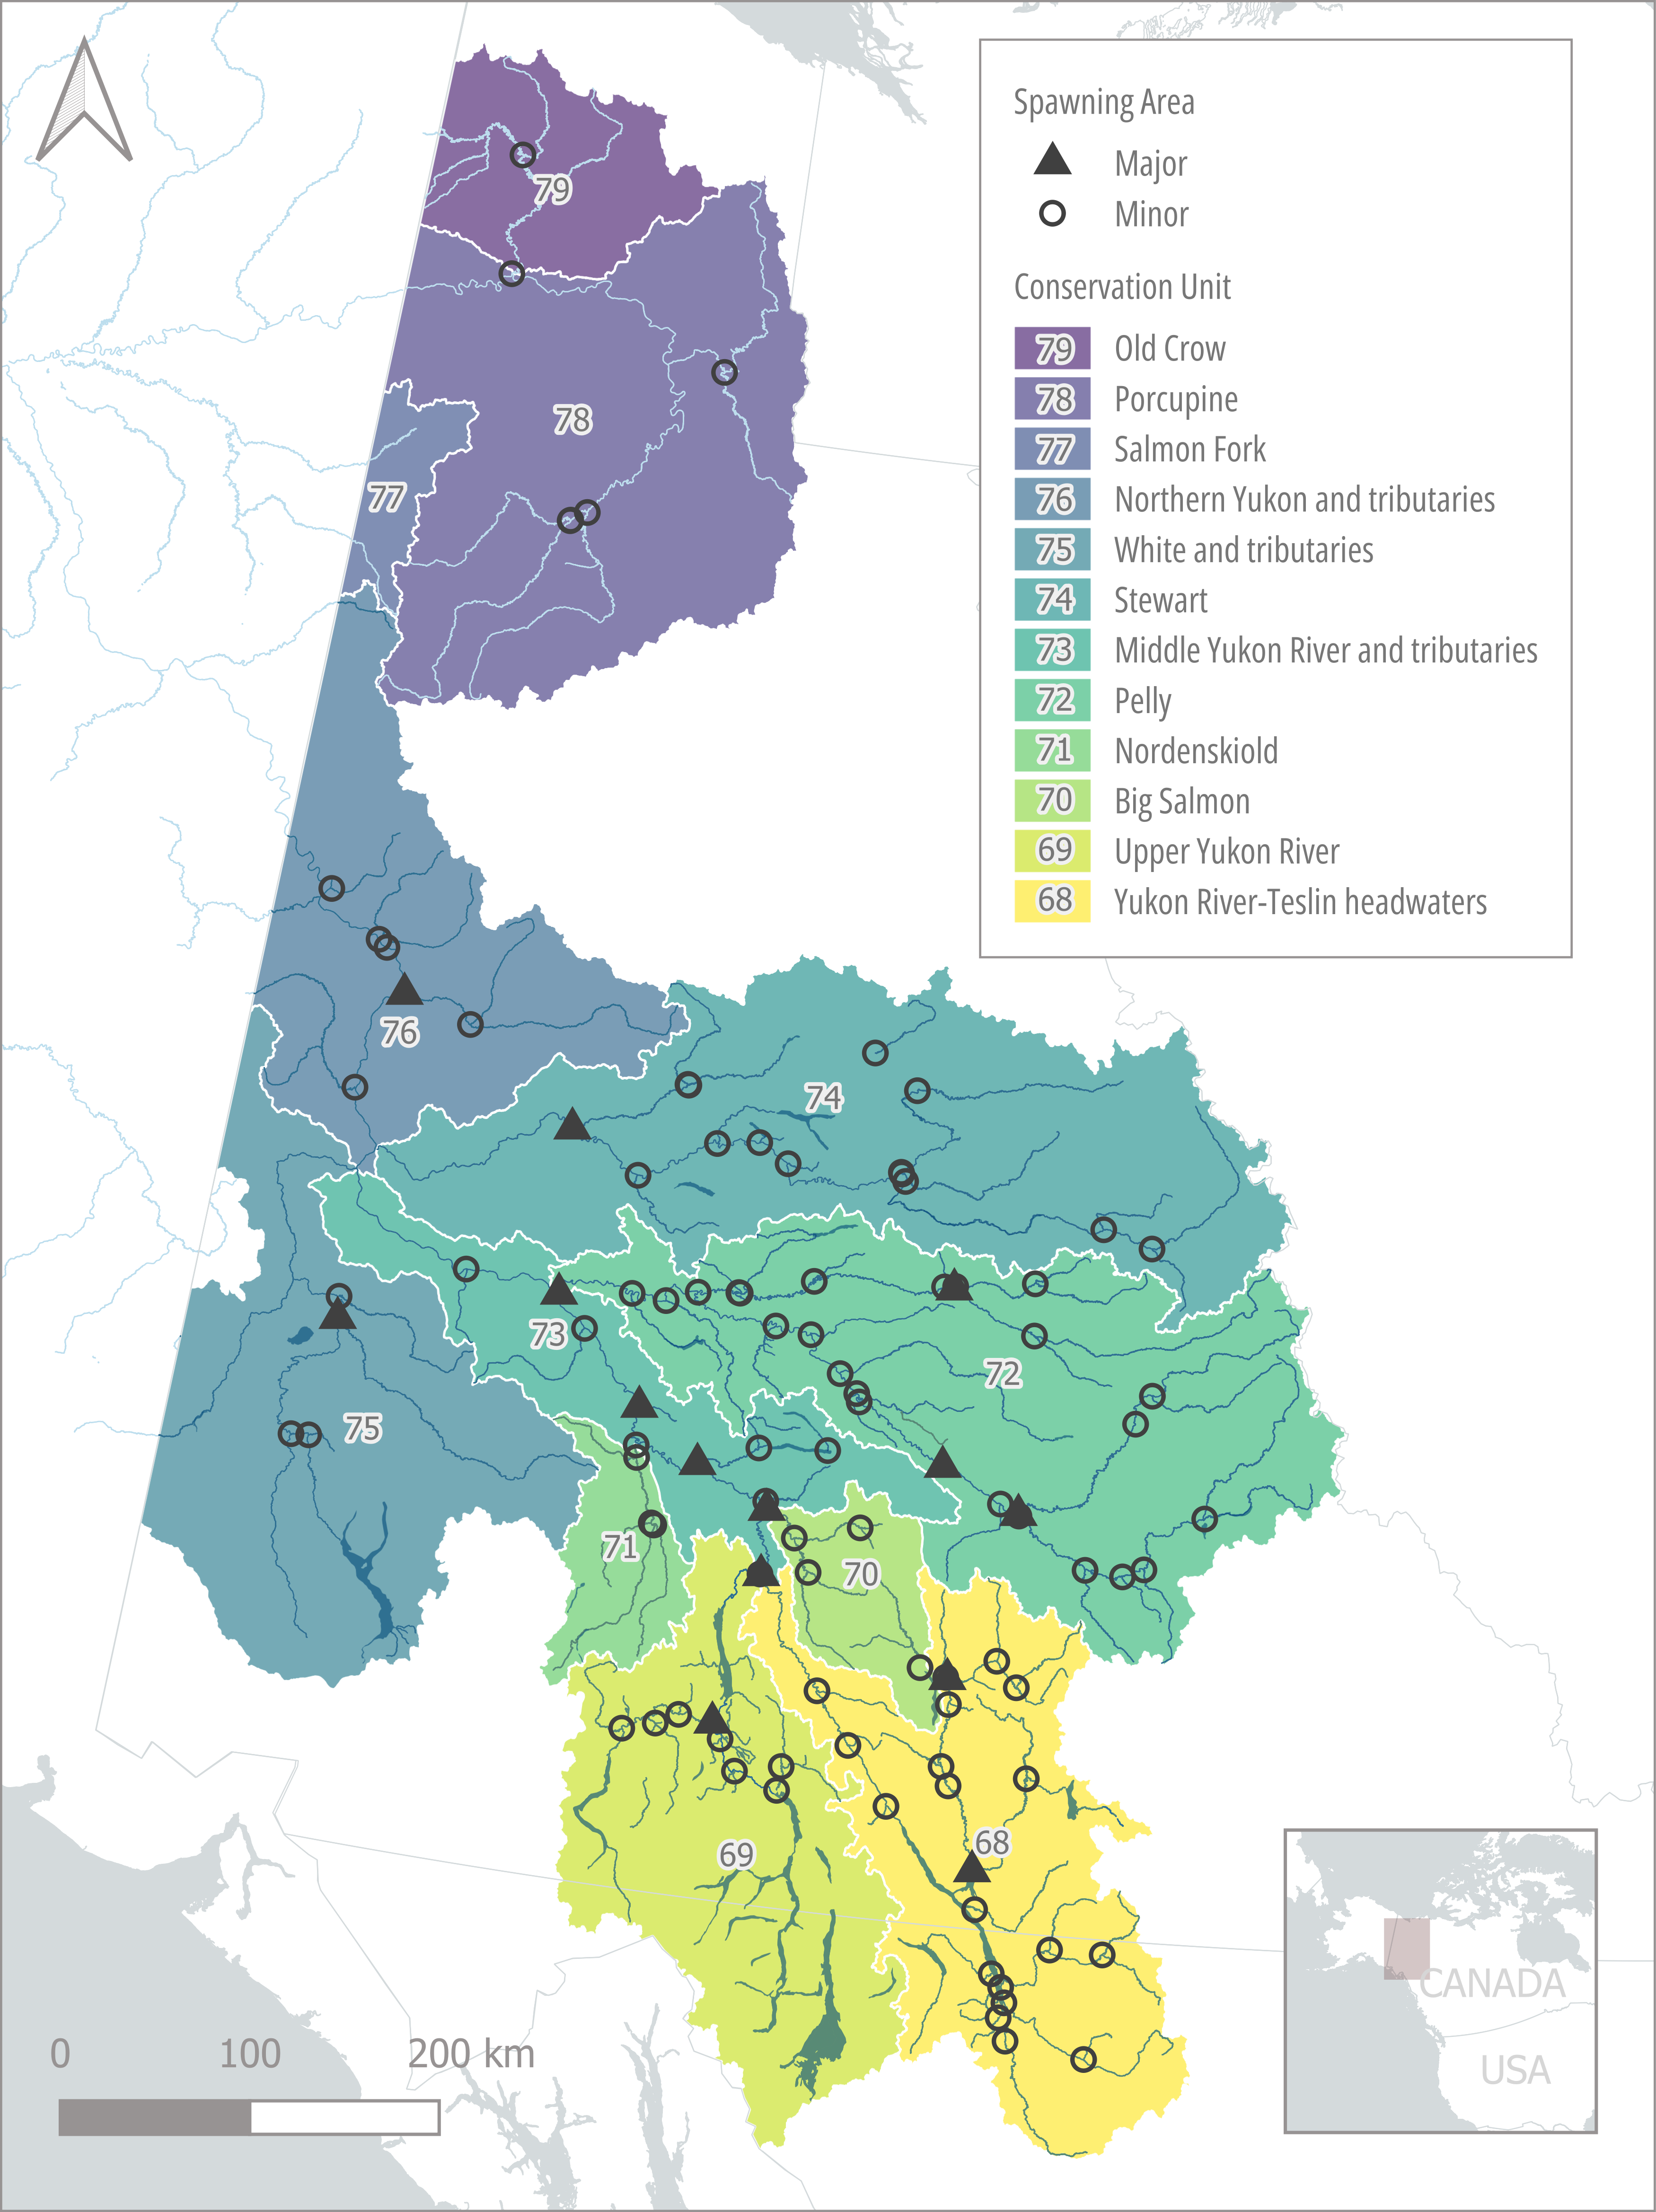 Spawning Area
Major
Minor
Conservation Unit
79 Old Crow
78 Porcupine
77 Salmon Fork
76 Northern Yukon and tributaries
75 White and tributaries
74 Stewart
73 Middle Yukon River and tributaries
72 Pelly
71 Nordenskiold
70 Big Salmon
69 Upper Yukon River
68 Yukon River-Teslin headwaters
79
78
77
76
74
73
72
75
71
70
69
68
CANADA
USA
0 100 200 km